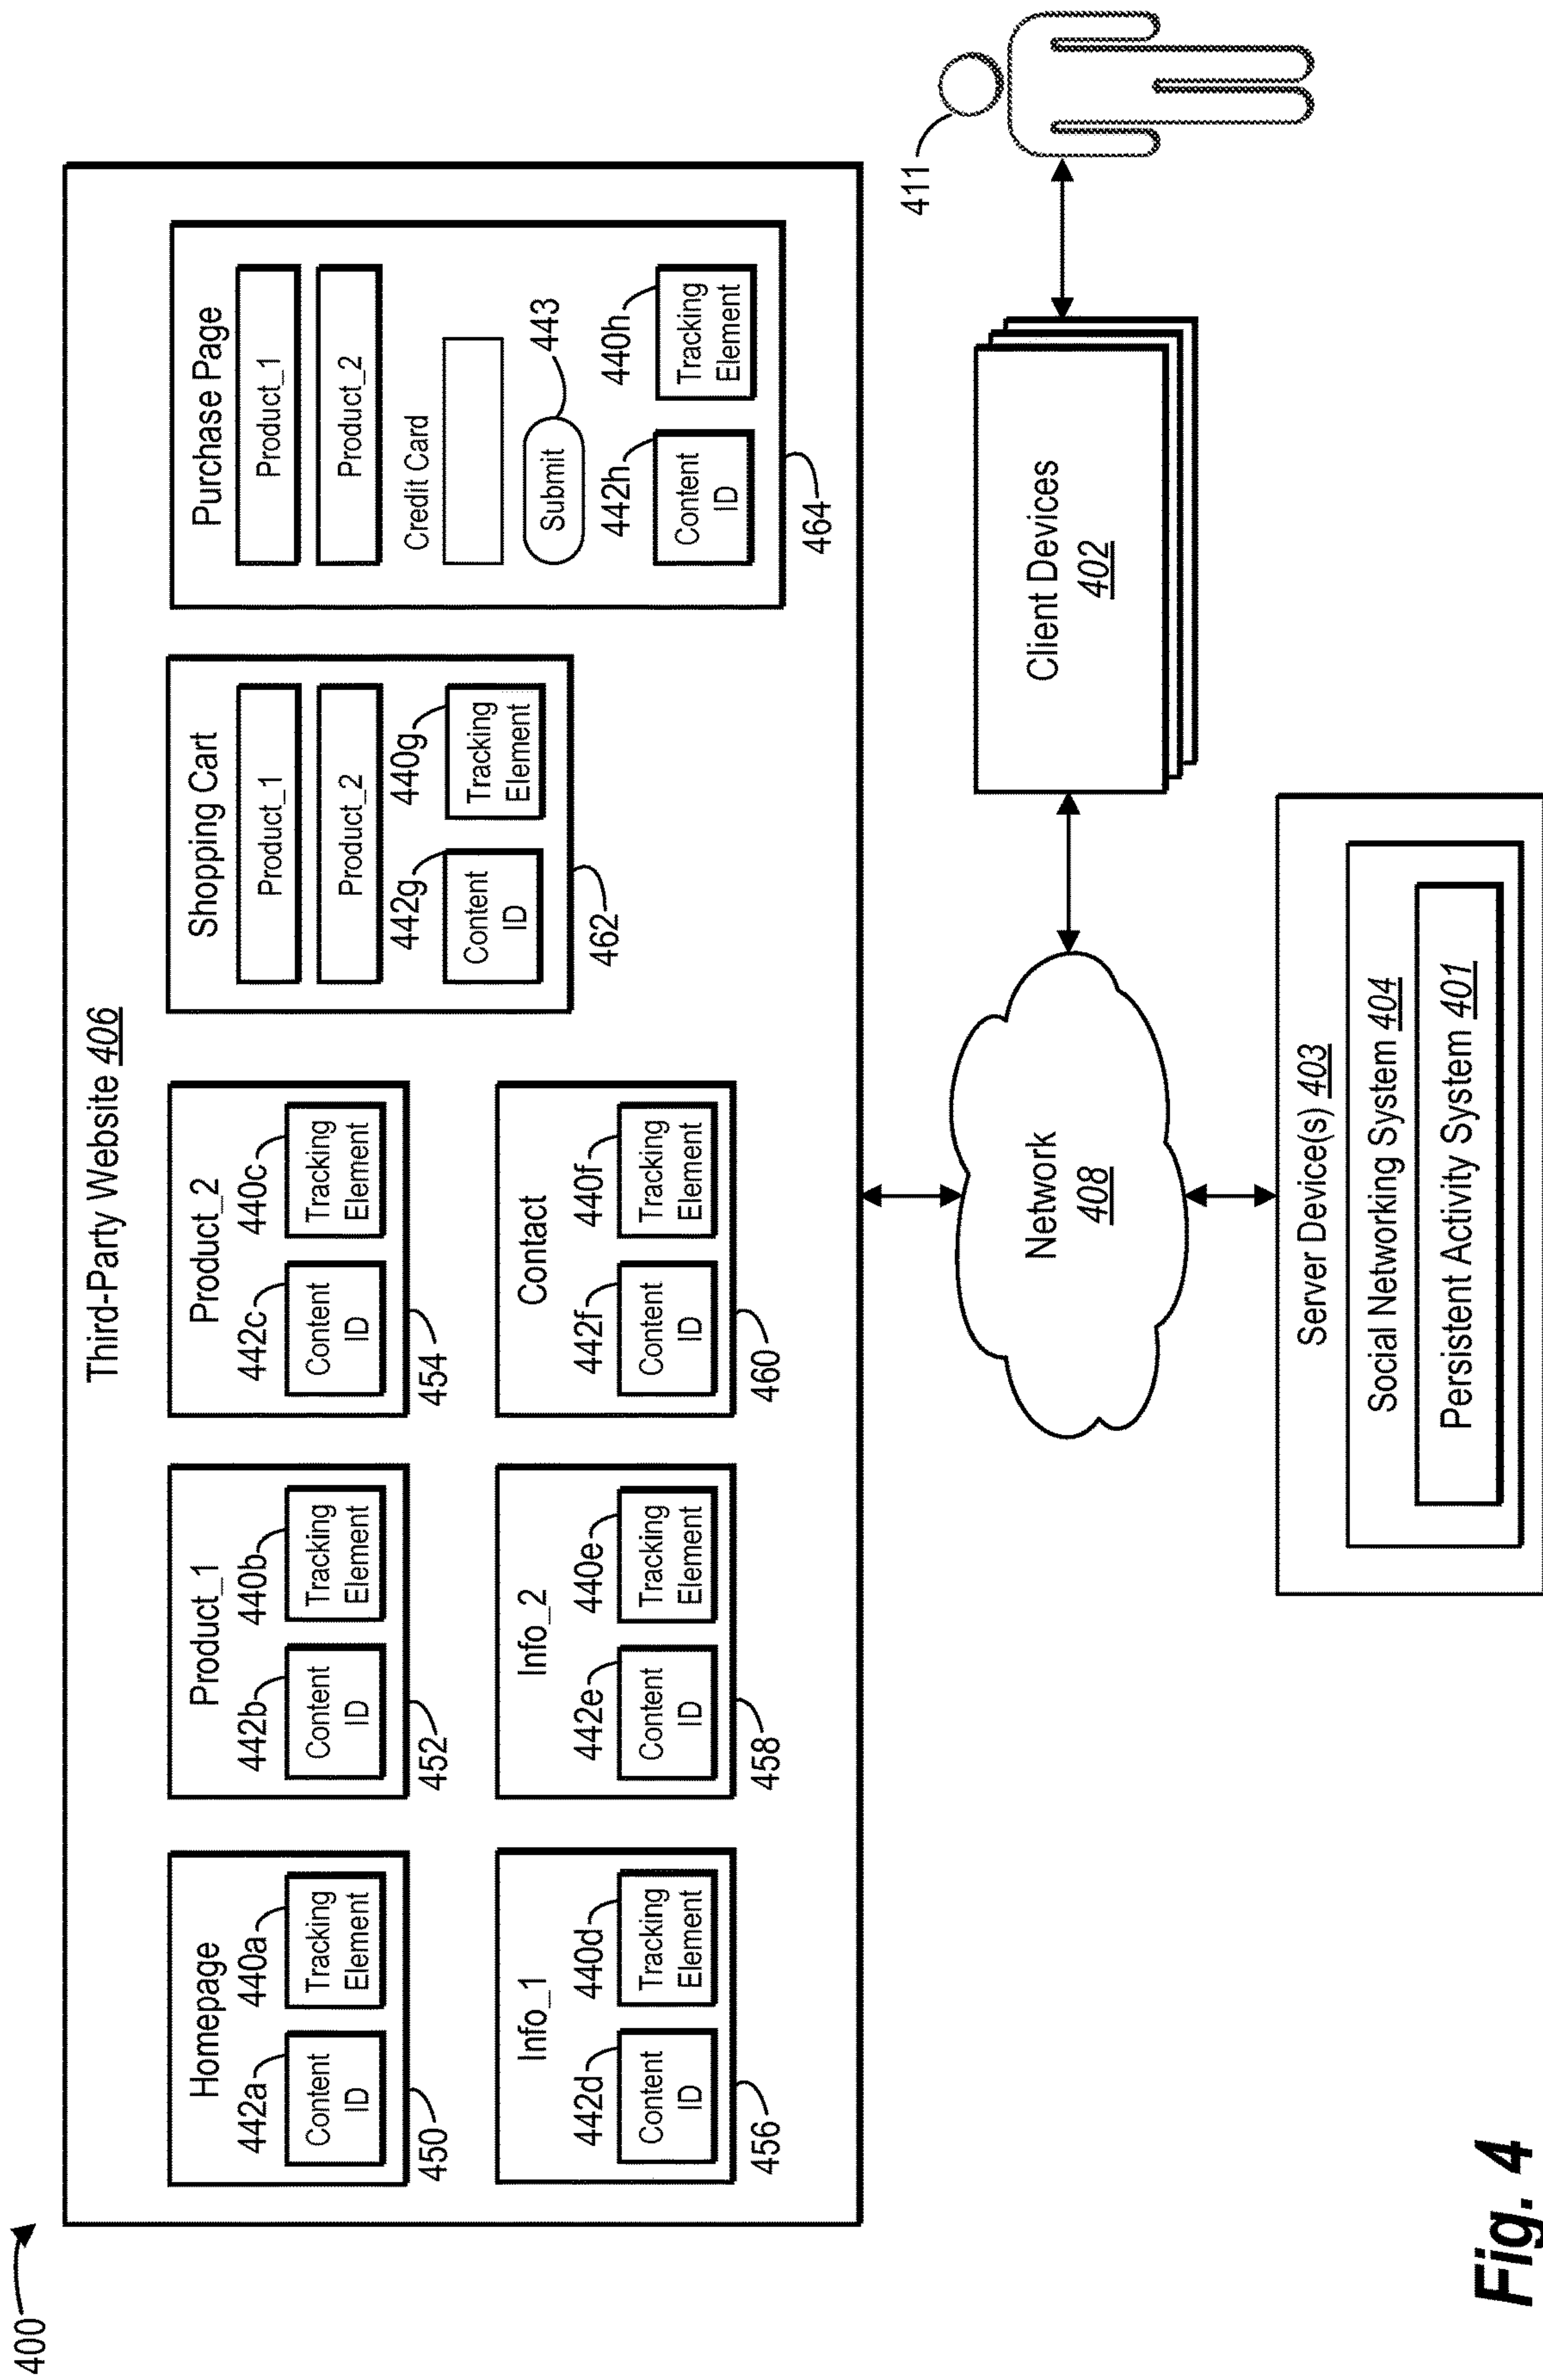 400
Third-Party Website 406
Homepage
442a
440a
Content
ID
Tracking
Element
450
Product_1
442b
440b
Content
ID
Tracking
Element
452
Product_2
442c
440c
Content
ID
Tracking
Element
454
Info_1
442d
440d
Content
ID
Tracking
Element
456
Info_2
442e
440e
Content
ID
Tracking
Element
458
Contact
442f
440f
Content
ID
Tracking
Element
460
Shopping Cart
Product_1
Product_2
442g
440g
Content
ID
Tracking
Element
462
Purchase Page
Product_1
Product_2
Credit Card
Submit
443
442h
440h
Content
ID
Tracking
Element
464
Network
408
Client Devices
402
411
Server Device(s) 403
Social Networking System 404
Persistent Activity System 401
Fig. 4